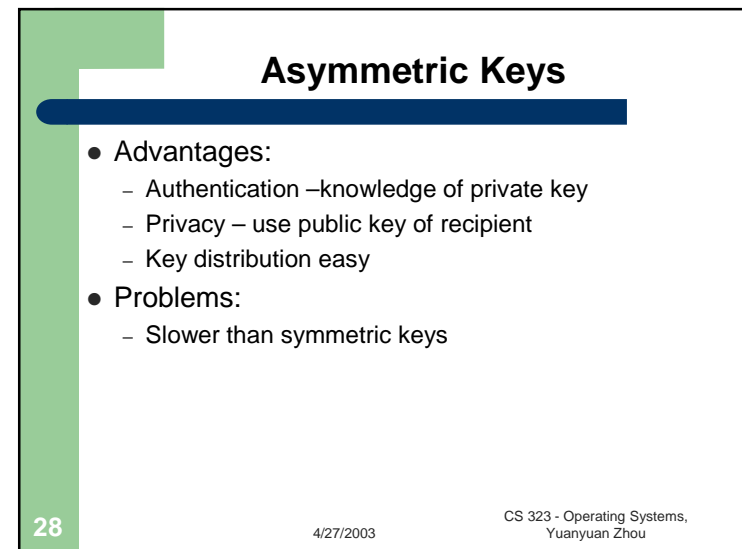 Asymmetric Keys
● Advantages:
– Authentication –knowledge of private key
– Privacy – use public key of recipient
– Key distribution easy
● Problems:
– Slower than symmetric keys
28
4/27/2003
CS 323 - Operating Systems,
Yuanyuan Zhou